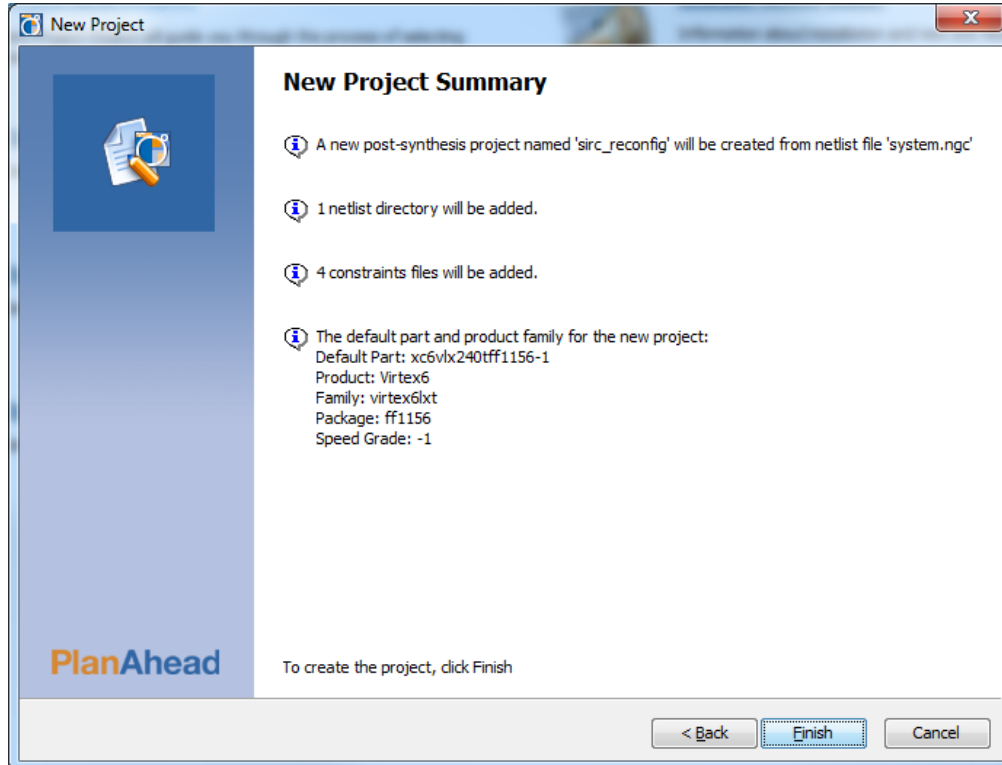 New Project
New Project Summary
A new post-synthesis project named 'sirc_reconfig' will be created from netlist file 'system.ngc'
1 netlist directory will be added.
4 constraints files will be added.
The default part and product family for the new project:
Default Part: xc6vlx240tff1156-1
Product: Virtex6
Family: virtex6lxt
Package: ff1156
Speed Grade: -1
PlanAhead
To create the project, click Finish
< Back
Finish
Cancel